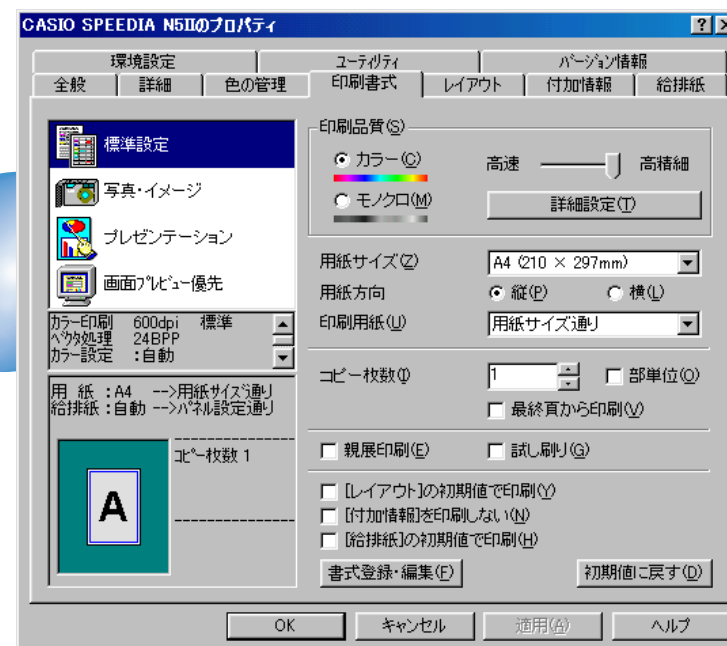 CASIO SPEEDIA N5IIのプロパティ
環境設定 ユーティリティ バージョン情報
全般 詳細 色の管理 印刷書式 レイアウト 付加情報 給排紙
標準設定
写真・イメージ
プレゼンテーション
画面プレビュー優先
カラー印刷 600dpi 標準
ベクタ処理 24BPP
カラー設定 :自動
用 紙 :A4 -->用紙サイズ通り
給排紙:自動 -->パネル設定通り
コピー枚数 1
A
印刷品質(S)
カラー(C) 高速 高精細
モノクロ(M) 詳細設定(T)
用紙サイズ(Z) A4 (210 × 297mm)
用紙方向 縦(P) 横(L)
印刷用紙(U) 用紙サイズ通り
コピー枚数(I) 1 部単位(O)
最終頁から印刷(V)
親展印刷(E) 試し刷り(G)
[レイアウト]の初期値で印刷(Y)
[付加情報]を印刷しない(N)
[給排紙]の初期値で印刷(H)
書式登録・編集(F) 初期値に戻す(D)
OK キャンセル 適用(A) ヘルプ